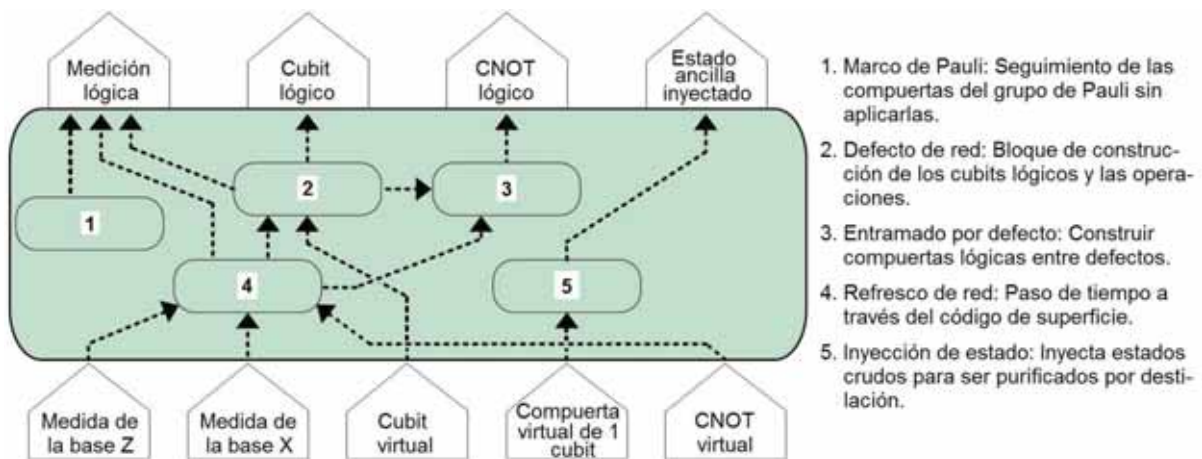 Medición
lógica
Cubit
lógico
CNOT
lógico
Estado
ancilla
inyectado
1
2
3
4
5
Medida de
la base Z
Medida de
la base X
Cubit
virtual
Compuerta
virtual de 1
cubit
CNOT
virtual
1. Marco de Pauli: Seguimiento de las
compuertas del grupo de Pauli sin
aplicarlas.
2. Defecto de red: Bloque de construc-
ción de los cubits lógicos y las opera-
ciones.
3. Entramado por defecto: Construir
compuertas lógicas entre defectos.
4. Refresco de red: Paso de tiempo a
través del código de superficie.
5. Inyección de estado: Inyecta estados
crudos para ser purificados por desti-
lación.